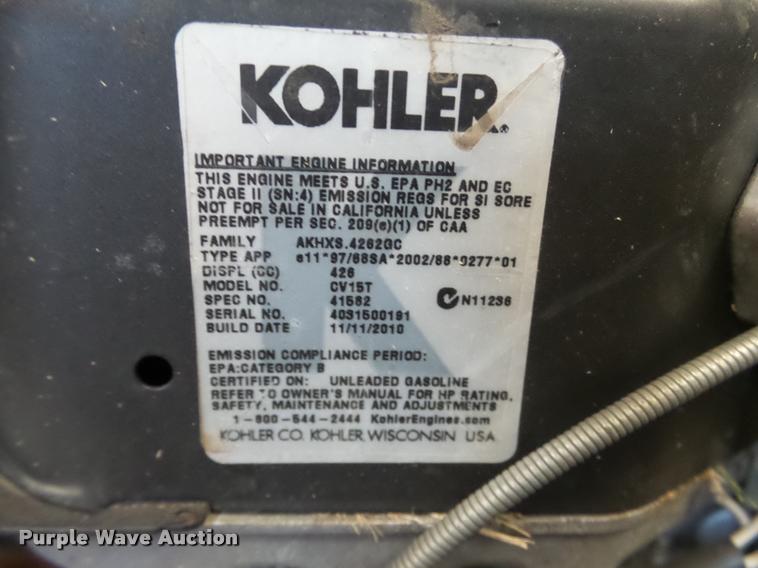 KOHLER®
IMPORTANT ENGINE INFORMATION
THIS ENGINE MEETS U.S. EPA PH2 AND EC
STAGE II (SN:4) EMISSION REGS FOR SI SORE
NOT FOR SALE IN CALIFORNIA UNLESS
PREEMPT PER SEC. 209(e)(1) OF CAA
FAMILY AKHXS.4262GC
TYPE APP e11*97/68SA*2002/88*0277*01
DISPL (CC) 426
MODEL NO. CV15T
SPEC NO. 41582 N11236
SERIAL NO. 4031500191
BUILD DATE 11/11/2010
EMISSION COMPLIANCE PERIOD:
EPA:CATEGORY B
CERTIFIED ON: UNLEADED GASOLINE
REFER TO OWNER'S MANUAL FOR HP RATING,
SAFETY, MAINTENANCE AND ADJUSTMENTS
1-800-544-2444 KohlerEngines.com
KOHLER CO. KOHLER, WISCONSIN USA
Purple Wave Auction